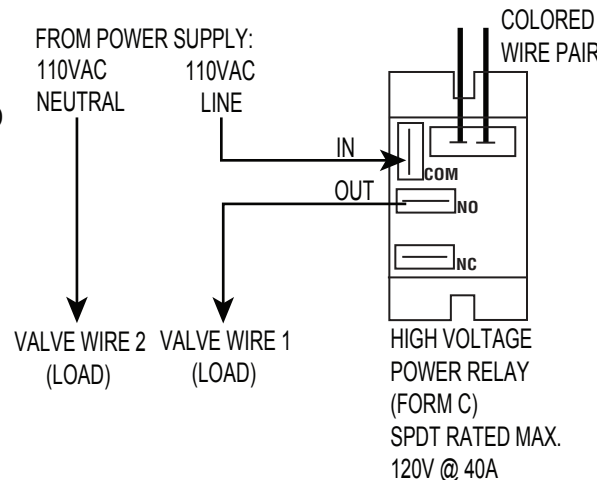 COLORED
WIRE PAIR
FROM POWER SUPPLY:
110VAC
NEUTRAL
110VAC
LINE
IN
COM
OUT
NO
NC
VALVE WIRE 2
(LOAD)
VALVE WIRE 1
(LOAD)
HIGH VOLTAGE
POWER RELAY
(FORM C)
SPDT RATED MAX.
120V @ 40A